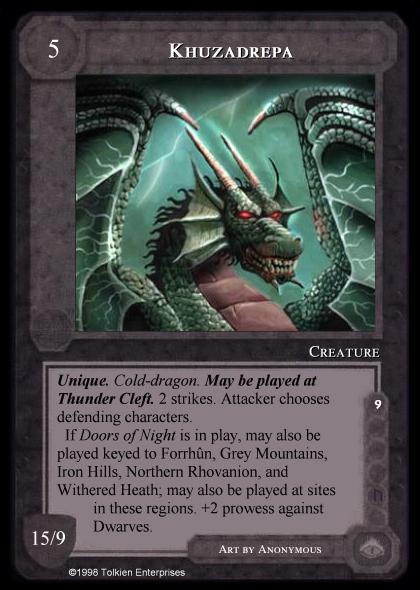 5
KHUZADREPA
CREATURE
Unique. Cold-dragon. May be played at
Thunder Cleft. 2 strikes. Attacker chooses
defending characters.
If Doors of Night is in play, may also be
played keyed to Forrhûn, Grey Mountains,
Iron Hills, Northern Rhovanion, and
Withered Heath; may also be played at sites
in these regions. +2 prowess against
Dwarves.
9
15/9
ART BY ANONYMOUS
©1998 Tolkien Enterprises